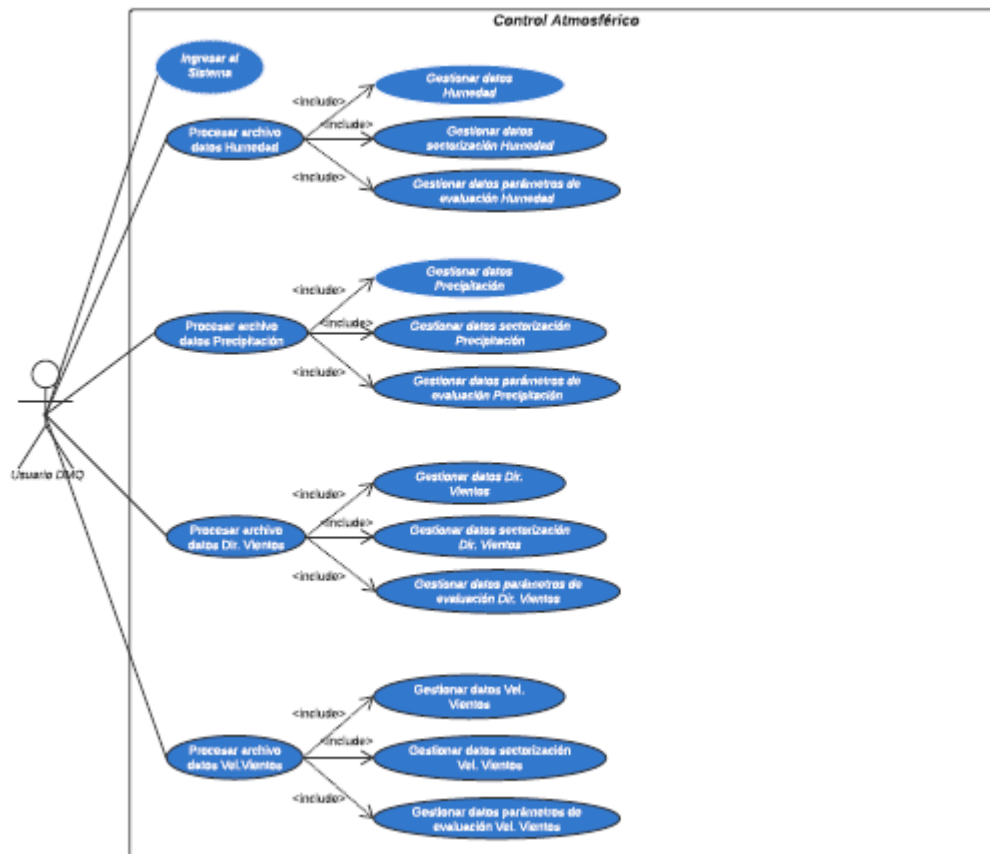 Control Atmosférico
Ingresar al
Sistema
<include>
Gestionar datos
Humedad
Procesar archivo
datos Humedad
<include>
Gestionar datos
sectorización Humedad
<include>
Gestionar datos parámetros de
evaluación Humedad
<include>
Gestionar datos
Precipitación
Procesar archivo
datos Precipitación
<include>
Gestionar datos sectorización
Precipitación
<include>
Gestionar datos parámetros de
evaluación Precipitación
Usuario DMQ
<include>
Gestionar datos Dir.
Vientos
Procesar archivo
datos Dir. Vientos
<include>
Gestionar datos sectorización
Dir. Vientos
<include>
Gestionar datos parámetros de
evaluación Dir. Vientos
<include>
Gestionar datos Vel.
Vientos
Procesar archivo
datos Vel.Vientos
<include>
Gestionar datos sectorización
Vel. Vientos
<include>
Gestionar datos parámetros de
evaluación Vel. Vientos